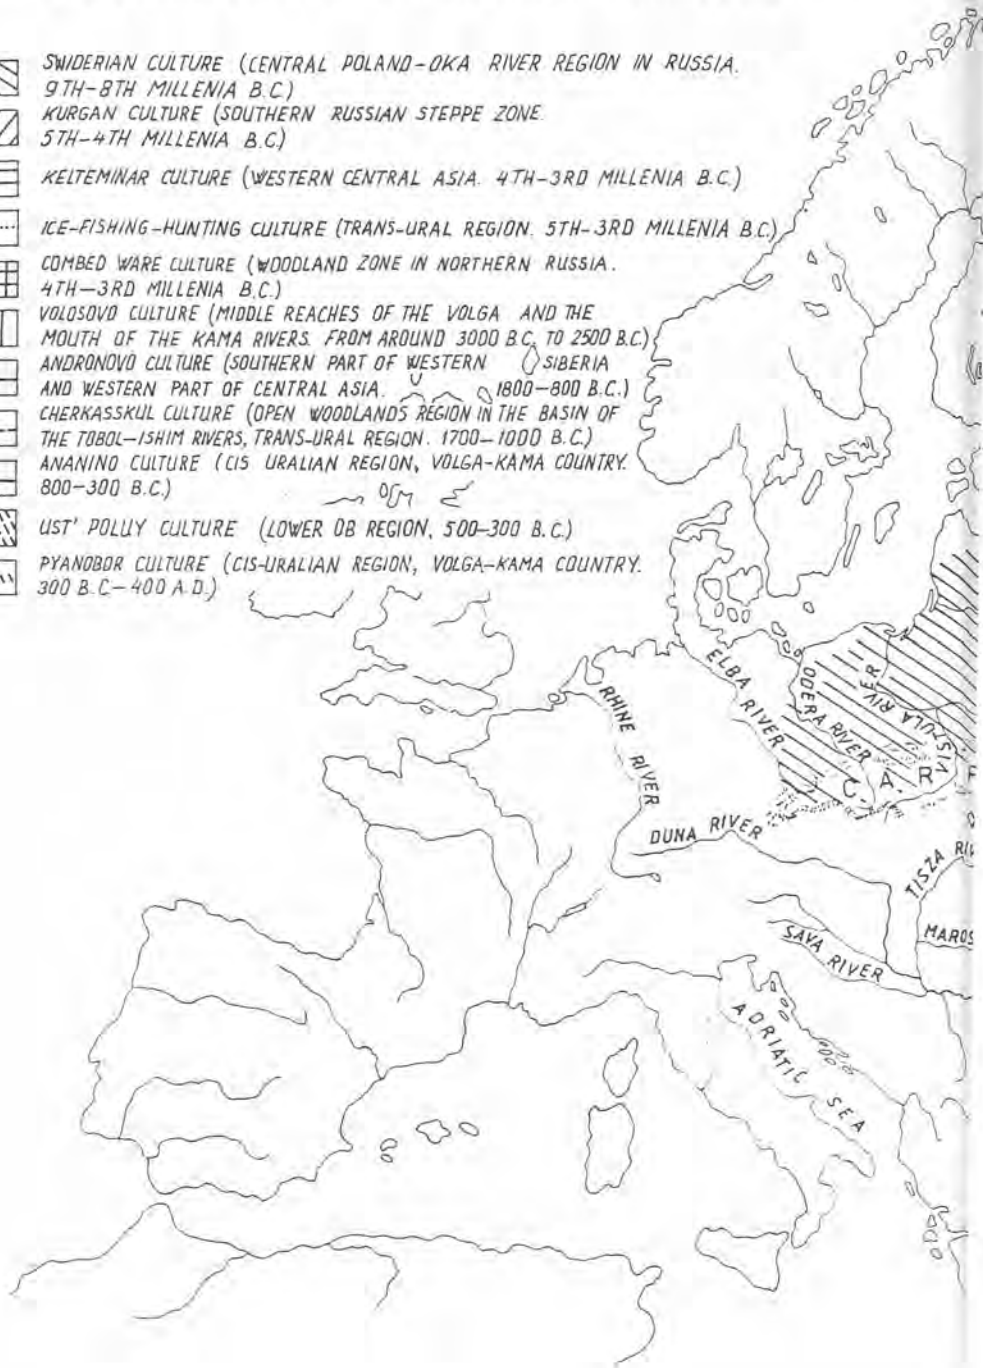 SWIDERIAN CULTURE (CENTRAL POLAND-OKA RIVER REGION IN RUSSIA.
9TH-8TH MILLENIA B.C.)
KURGAN CULTURE (SOUTHERN RUSSIAN STEPPE ZONE.
5TH-4TH MILLENIA B.C.)
KELTEMINAR CULTURE (WESTERN CENTRAL ASIA. 4TH-3RD MILLENIA B.C.)
ICE-FISHING-HUNTING CULTURE (TRANS-URAL REGION. 5TH-3RD MILLENIA B.C.)
COMBED WARE CULTURE (WOODLAND ZONE IN NORTHERN RUSSIA.
4TH-3RD MILLENIA B.C.)
VOLOSOVO CULTURE (MIDDLE REACHES OF THE VOLGA AND THE
MOUTH OF THE KAMA RIVERS. FROM AROUND 3000 B.C. TO 2500 B.C.)
ANDRONOVO CULTURE (SOUTHERN PART OF WESTERN SIBERIA
AND WESTERN PART OF CENTRAL ASIA. 1800-800 B.C.)
CHERKASSKUL CULTURE (OPEN WOODLANDS REGION IN THE BASIN OF
THE TOBOL-ISHIM RIVERS, TRANS-URAL REGION. 1700-1000 B.C.)
ANANINO CULTURE (CIS URALIAN REGION, VOLGA-KAMA COUNTRY.
800-300 B.C.)
UST' POLUY CULTURE (LOWER OB REGION, 500-300 B.C.)
PYANOBOR CULTURE (CIS-URALIAN REGION, VOLGA-KAMA COUNTRY.
300 B.C.-400 A.D.)
ELBA RIVER
ODERA RIVER
VISTULA RIVER
RHINE RIVER
C A R
DUNA RIVER
TISZA RIV
MAROS
SAVA RIVER
ADRIATIC SEA